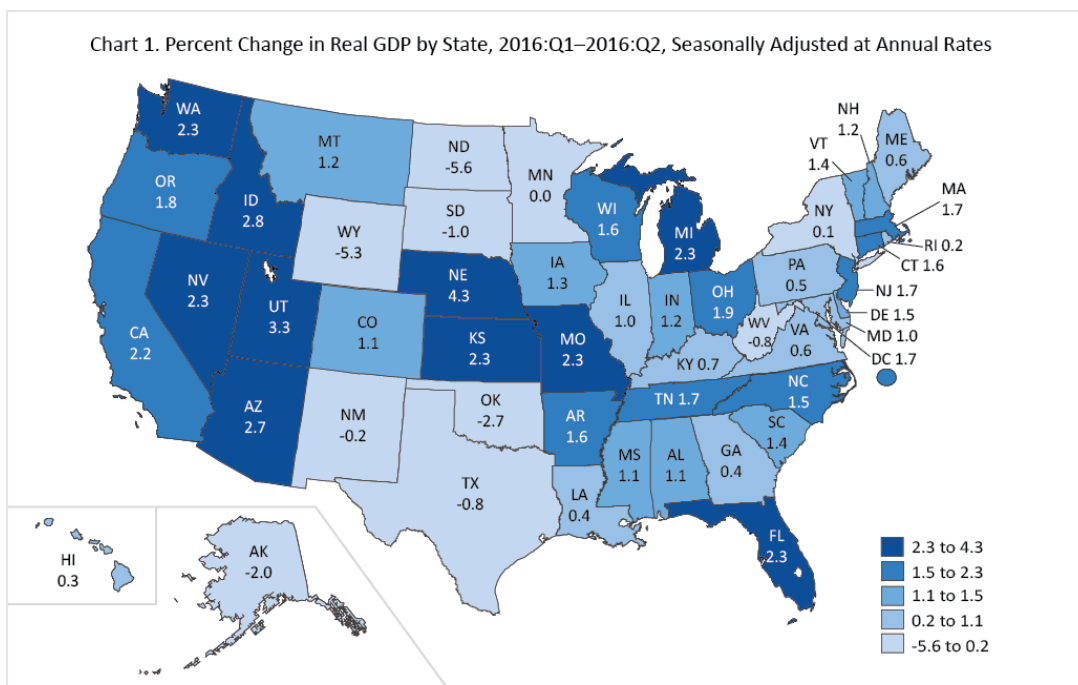 Chart 1. Percent Change in Real GDP by State, 2016:Q1–2016:Q2, Seasonally Adjusted at Annual Rates
WA
2.3
OR
1.8
CA
2.2
NV
2.3
ID
2.8
MT
1.2
WY
-5.3
UT
3.3
AZ
2.7
CO
1.1
NM
-0.2
ND
-5.6
SD
-1.0
NE
4.3
KS
2.3
OK
-2.7
TX
-0.8
MN
0.0
IA
1.3
MO
2.3
AR
1.6
LA
0.4
WI
1.6
IL
1.0
MI
2.3
IN
1.2
OH
1.9
KY 0.7
TN 1.7
MS
1.1
AL
1.1
GA
0.4
FL
2.3
SC
1.4
NC
1.5
VA
0.6
WV
-0.8
PA
0.5
NY
0.1
VT
1.4
NH
1.2
ME
0.6
MA
1.7
RI 0.2
CT 1.6
NJ 1.7
DE 1.5
MD 1.0
DC 1.7
HI
0.3
AK
-2.0
2.3 to 4.3
1.5 to 2.3
1.1 to 1.5
0.2 to 1.1
-5.6 to 0.2